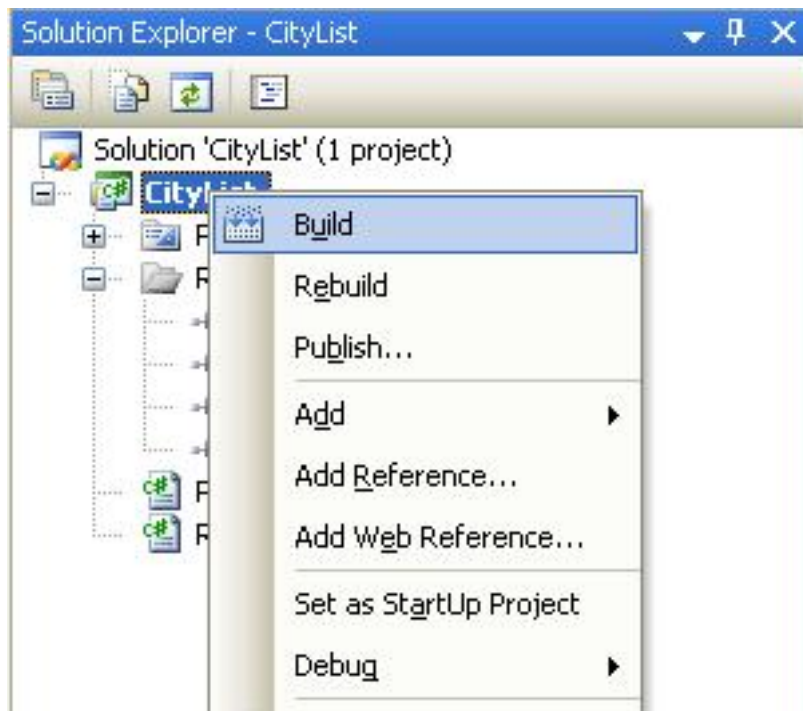 Solution Explorer - CityList
Solution 'CityList' (1 project)
CityList
Build
Rebuild
Publish...
Add
Add Reference...
Add Web Reference...
Set as StartUp Project
Debug